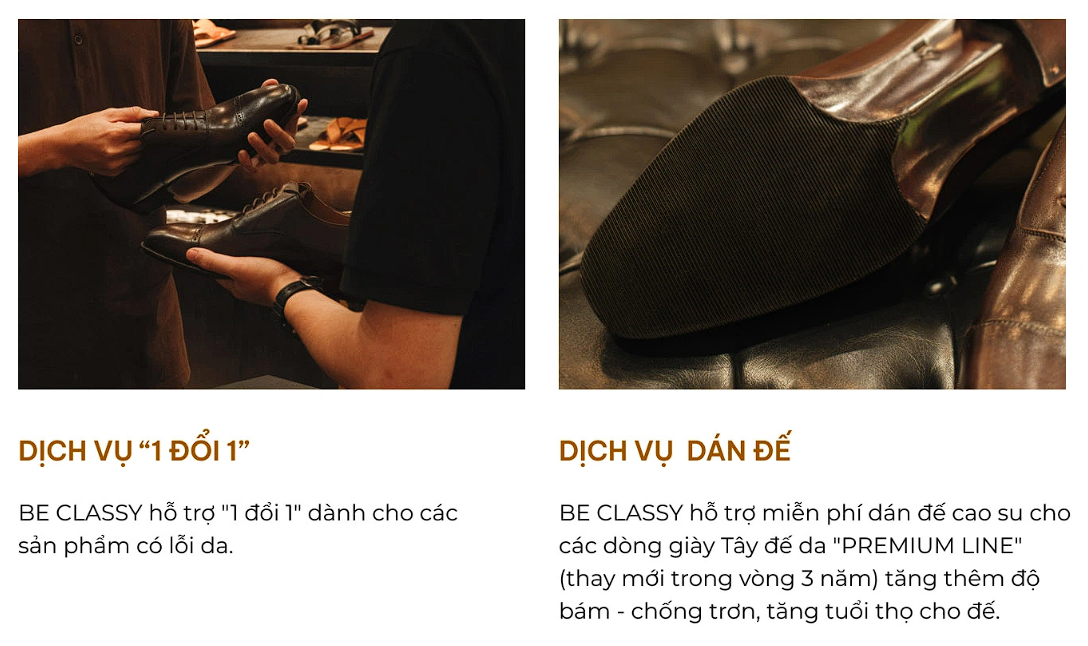 DỊCH VỤ “1 ĐỔI 1”
BE CLASSY hỗ trợ "1 đổi 1" dành cho các
sản phẩm có lỗi da.
DỊCH VỤ DÁN ĐẾ
BE CLASSY hỗ trợ miễn phí dán đế cao su cho
các dòng giày Tây đế da "PREMIUM LINE"
(thay mới trong vòng 3 năm) tăng thêm độ
bám - chống trơn, tăng tuổi thọ cho đế.